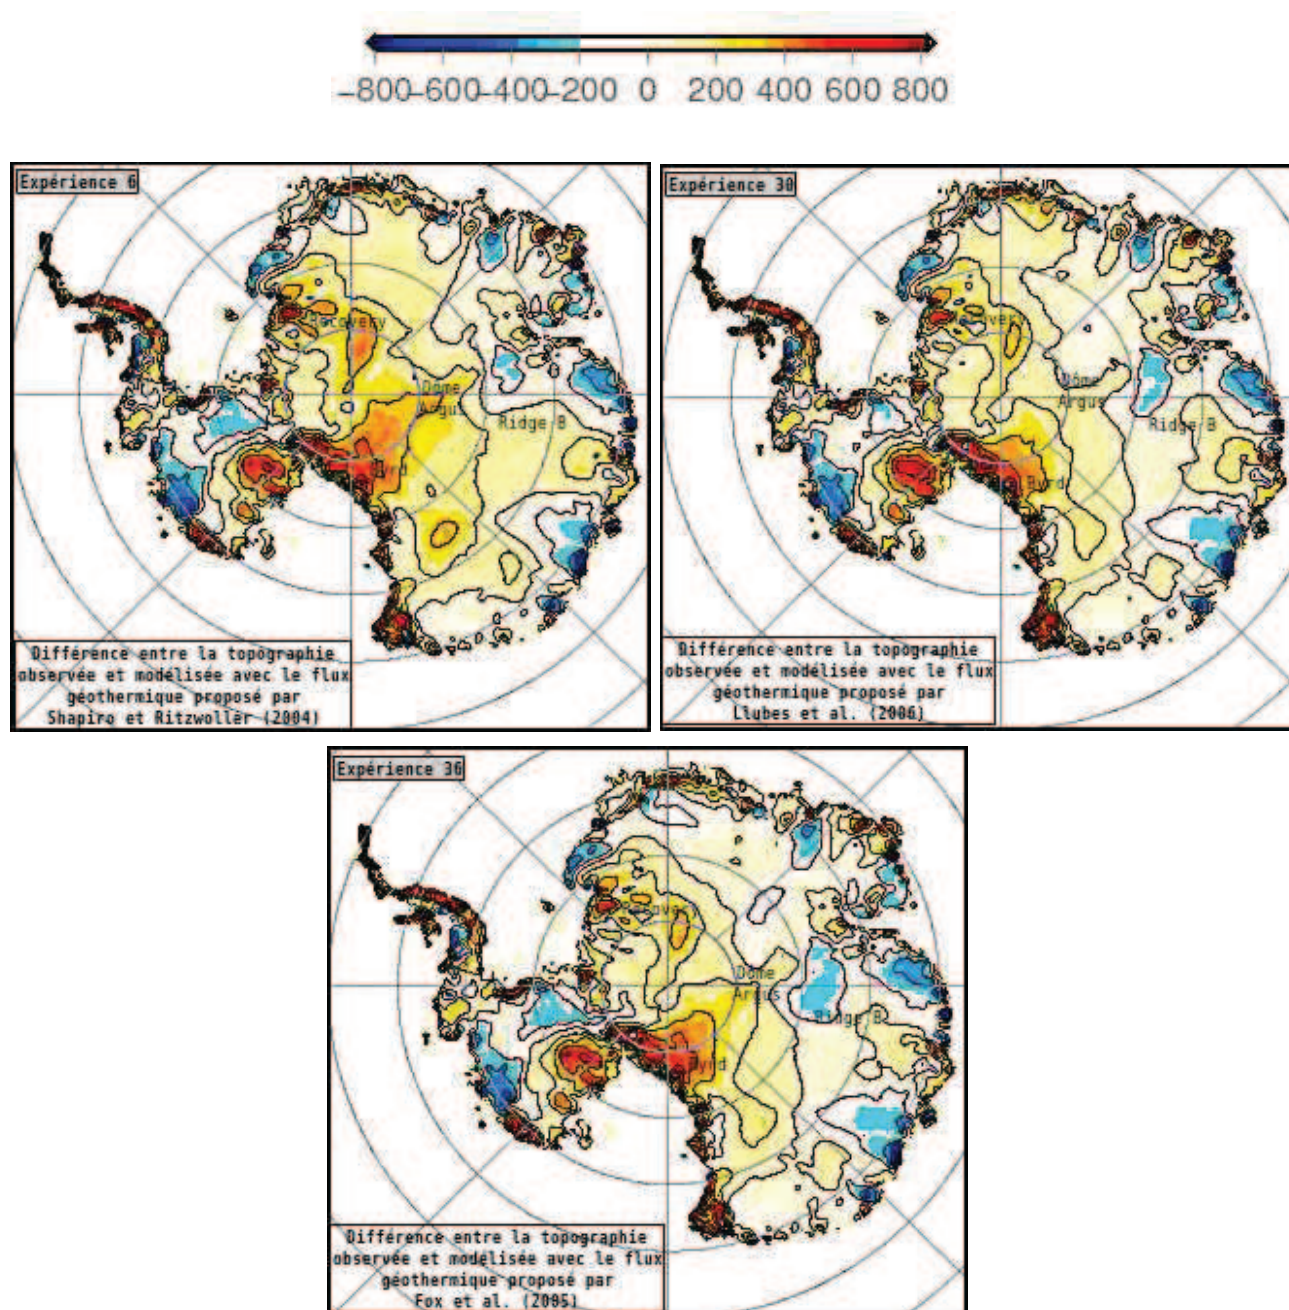 −800 −600 −400 −200 0 200 400 600 800
Expérience 6
Recovery
Dôme
Argus
Ridge B
Byrd
Différence entre la topographie
observée et modélisée avec le flux
géothermique proposé par
Shapiro et Ritzwoller (2004)
Expérience 30
Recovery
Dôme
Argus
Ridge B
Byrd
Différence entre la topographie
observée et modélisée avec le flux
géothermique proposé par
Llubes et al. (2006)
Expérience 36
Recovery
Dôme
Argus
Ridge B
Byrd
Différence entre la topographie
observée et modélisée avec le flux
géothermique proposé par
Fox et al. (2005)